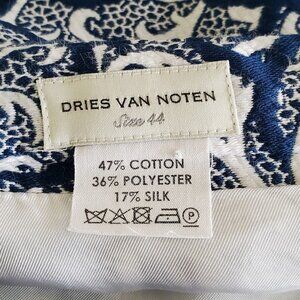 DRIES VAN NOTEN
Size 44
47% COTTON
36% POLYESTER
17% SILK
P